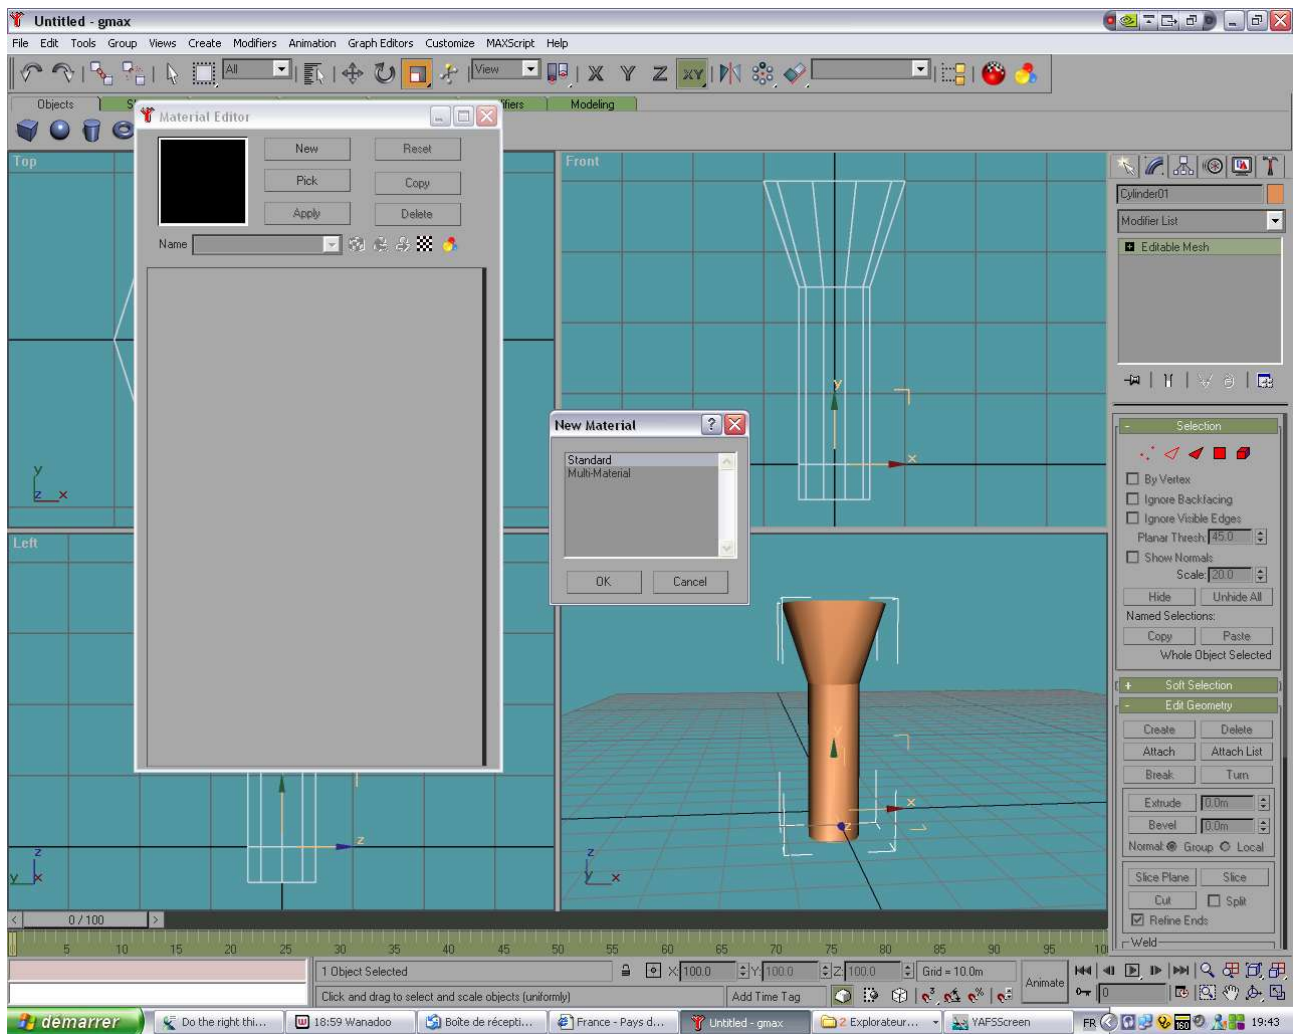 Untitled - gmax
File Edit Tools Group Views Create Modifiers Animation Graph Editors Customize MAXScript Help
All View X Y Z XY
Objects S ifiers Modeling
Material Editor
New Reset
Pick Copy
Apply Delete
Name
Top
Front
y
x
y
z x
Left
New Material
Standard
Multi-Material
OK Cancel
z
z
y x
y
x
z
z
y x
Cylinder01
Modifier List
Editable Mesh
- Selection
By Vertex
Ignore Backfacing
Ignore Visible Edges
Planar Thresh: 45.0
Show Normals
Scale: 20.0
Hide Unhide All
Named Selections:
Copy Paste
Whole Object Selected
+ Soft Selection
- Edit Geometry
Create Delete
Attach Attach List
Break Turn
Extrude 0.0m
Bevel 0.0m
Normal: Group Local
Slice Plane Slice
Cut Split
Refine Ends
Weld
< 0 / 100 >
5 10 15 20 25 30 35 40 45 50 55 60 65 70 75 80 85 90 95 10
1 Object Selected X: 100.0 Y: 100.0 Z: 100.0 Grid = 10.0m Animate
Click and drag to select and scale objects (uniformly) Add Time Tag 0
démarrer Do the right thi... 18:59 Wanadoo Boîte de récepti... France - Pays d... Untitled - gmax 2 Explorateur... YAFSScreen FR 19:43